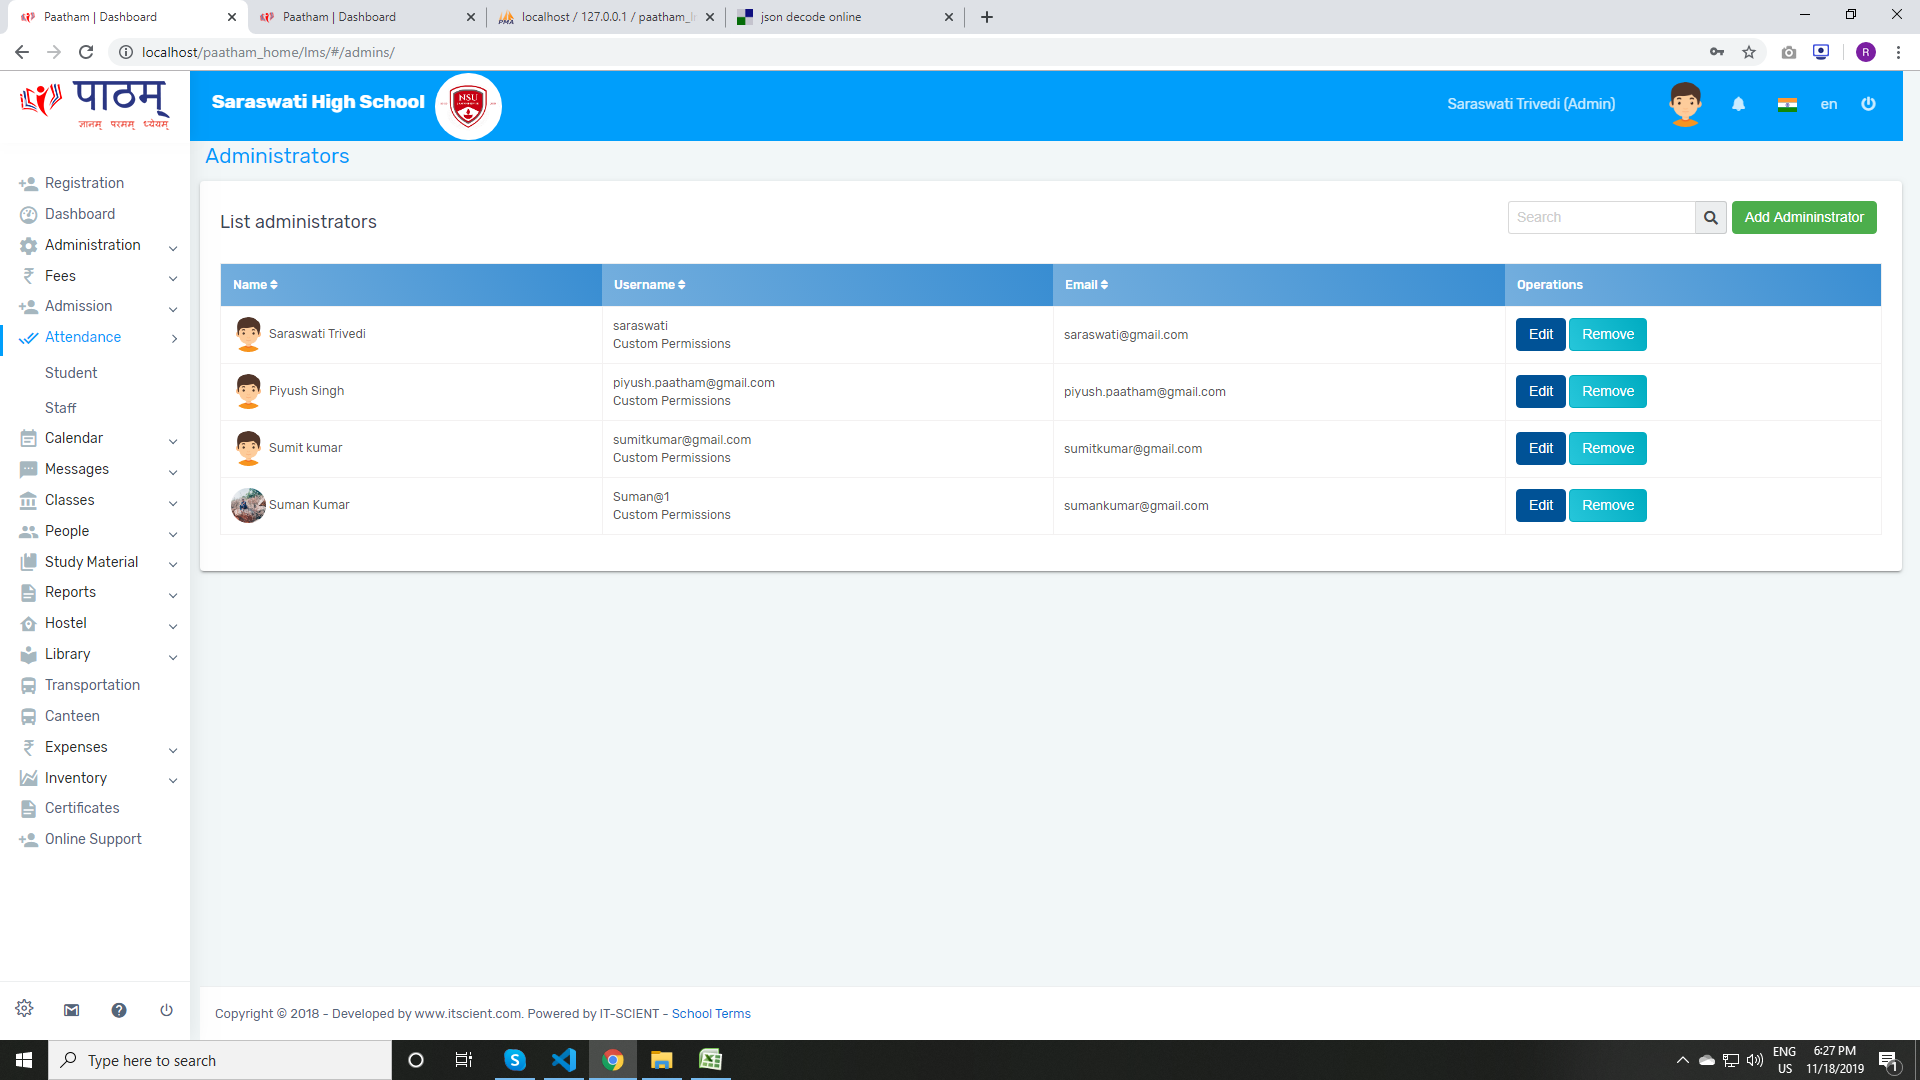 Paatham | Dashboard
Paatham | Dashboard
localhost / 127.0.0.1 / paatham_l
json decode online
localhost/paatham_home/lms/#/admins/
R
पाठम्
ज्ञानम् परमम् ध्येयम्
Saraswati High School
NSU
Saraswati Trivedi (Admin)
en
Administrators
Registration
Dashboard
Administration
Fees
Admission
Attendance
Student
Staff
Calendar
Messages
Classes
People
Study Material
Reports
Hostel
Library
Transportation
Canteen
Expenses
Inventory
Certificates
Online Support
List administrators
Search
Add Admininstrator
Name
Username
Email
Operations
Saraswati Trivedi
saraswati
Custom Permissions
saraswati@gmail.com
Edit
Remove
Piyush Singh
piyush.paatham@gmail.com
Custom Permissions
piyush.paatham@gmail.com
Edit
Remove
Sumit kumar
sumitkumar@gmail.com
Custom Permissions
sumitkumar@gmail.com
Edit
Remove
Suman Kumar
Suman@1
Custom Permissions
sumankumar@gmail.com
Edit
Remove
Copyright © 2018 - Developed by www.itscient.com. Powered by IT-SCIENT - School Terms
Type here to search
ENG
US
6:27 PM
11/18/2019
1